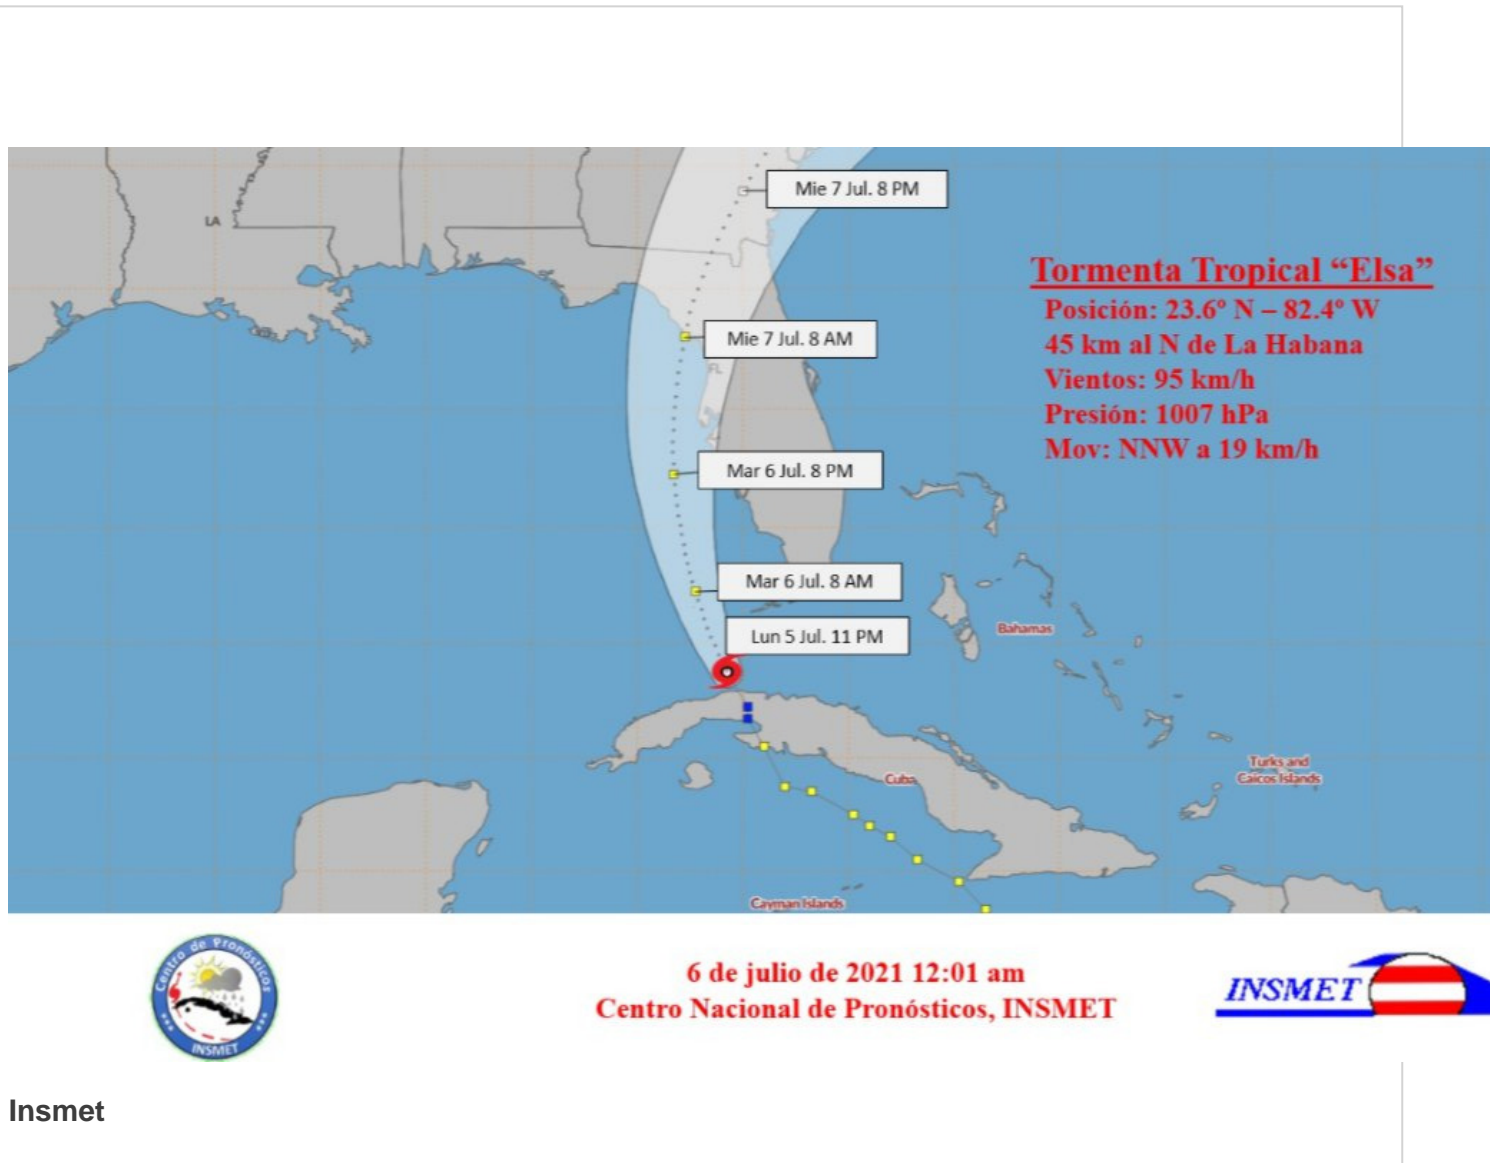 Mie 7 Jul. 8 PM
LA
Tormenta Tropical “Elsa”
Posición: 23.6º N – 82.4º W
45 km al N de La Habana
Vientos: 95 km/h
Presión: 1007 hPa
Mov: NNW a 19 km/h
Mie 7 Jul. 8 AM
FL
Mar 6 Jul. 8 PM
Mar 6 Jul. 8 AM
Lun 5 Jul. 11 PM
Bahamas
Turks and
Caicos Islands
Cuba
Cayman Islands
Centro de Pronósticos
INSMET
6 de julio de 2021 12:01 am
Centro Nacional de Pronósticos, INSMET
INSMET
Insmet